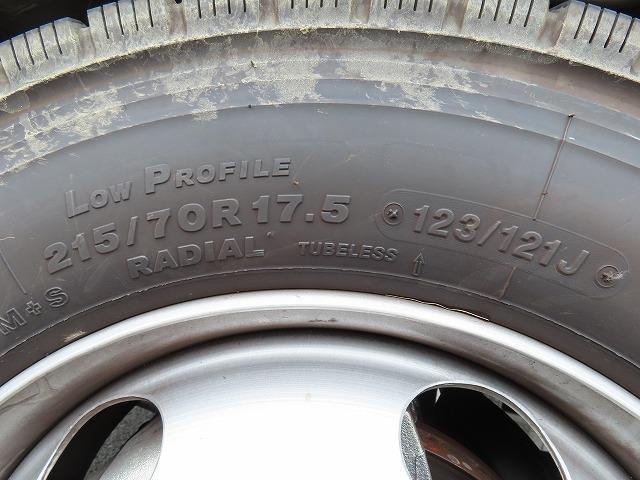 LOW PROFILE
215/70R17.5 123/121J
RADIAL TUBELESS
M+S